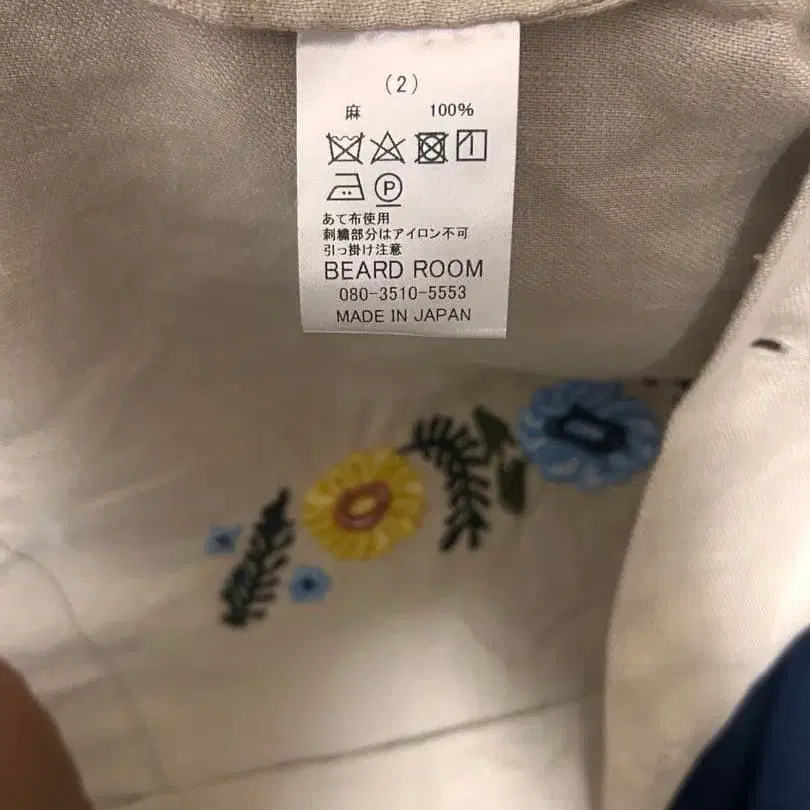 (2)
麻 100%
P
あて布使用
刺繍部分はアイロン不可
引っ掛け注意
BEARD ROOM
080-3510-5553
MADE IN JAPAN